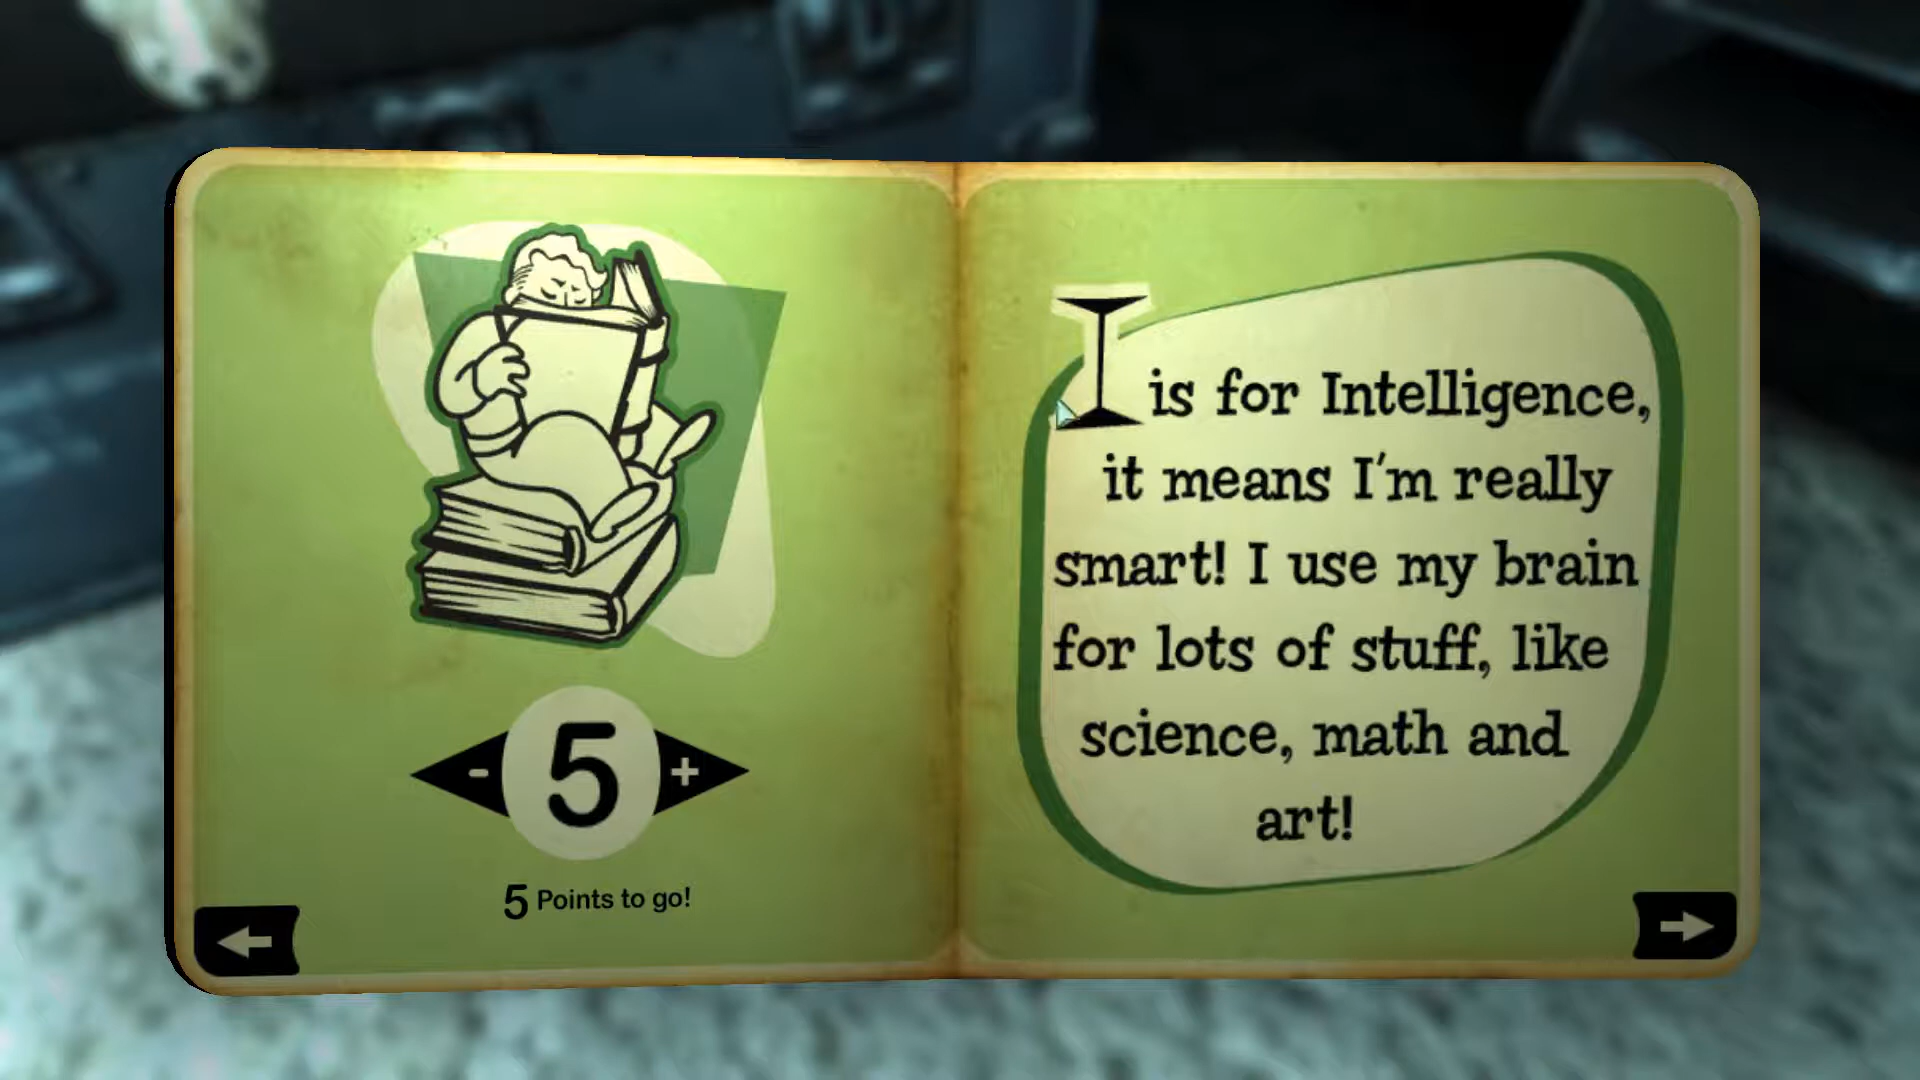 -
5
+
5 Points to go!
I is for Intelligence,
it means I'm really
smart! I use my brain
for lots of stuff, like
science, math and
art!